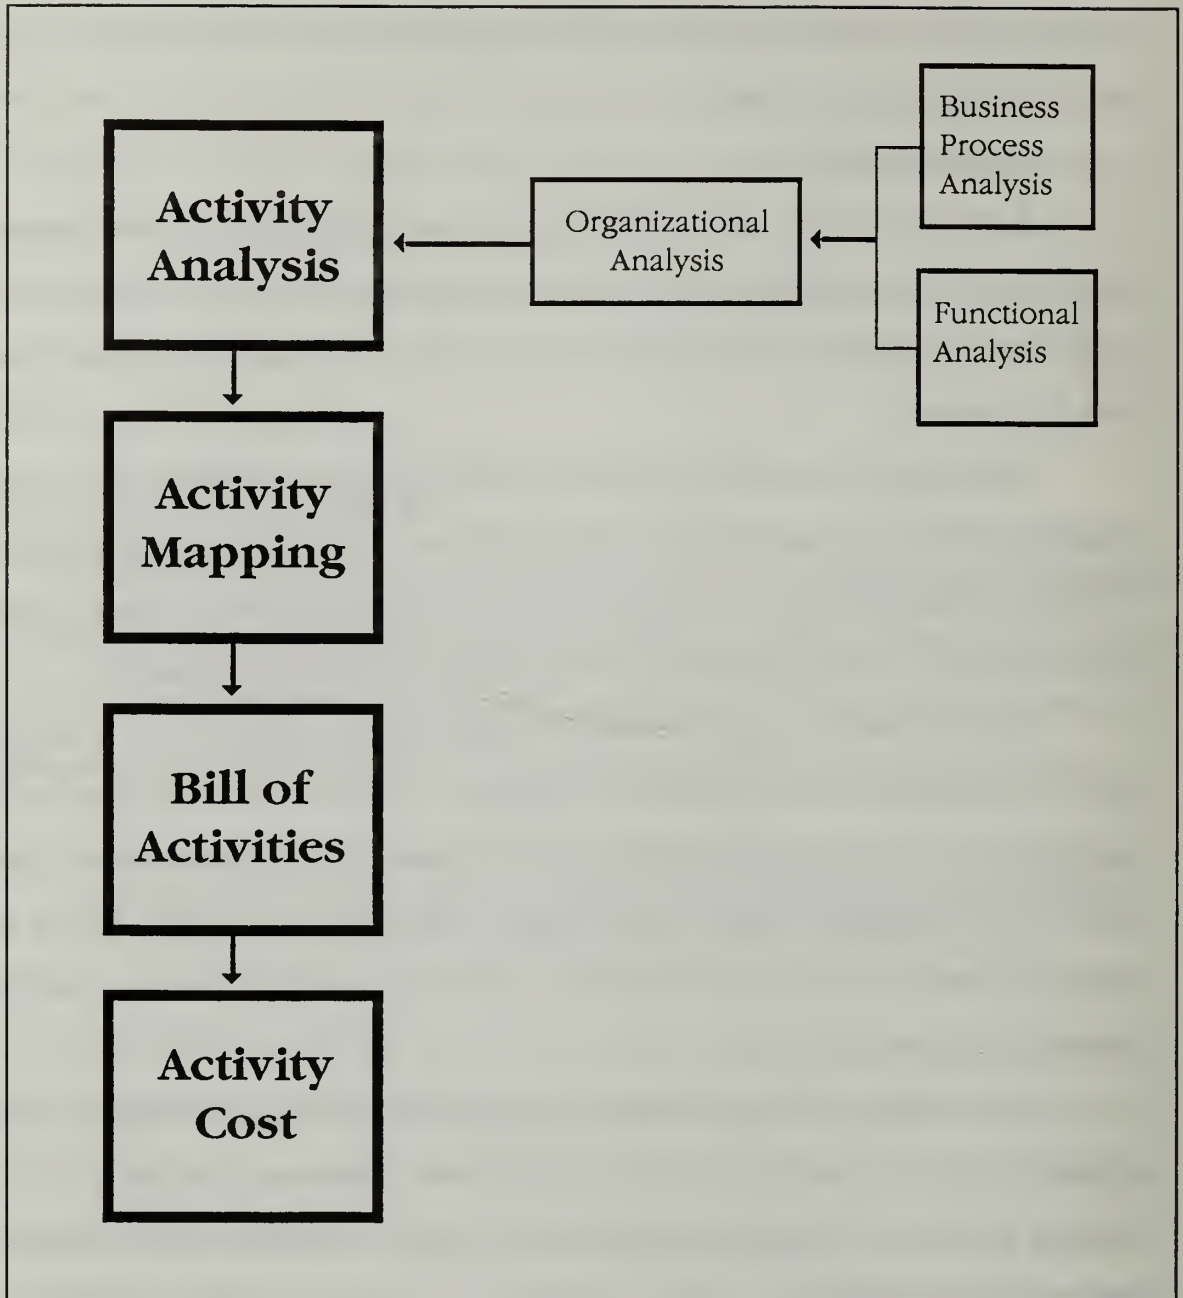 Activity
Analysis
Organizational
Analysis
Business
Process
Analysis
Functional
Analysis
Activity
Mapping
Bill of
Activities
Activity
Cost